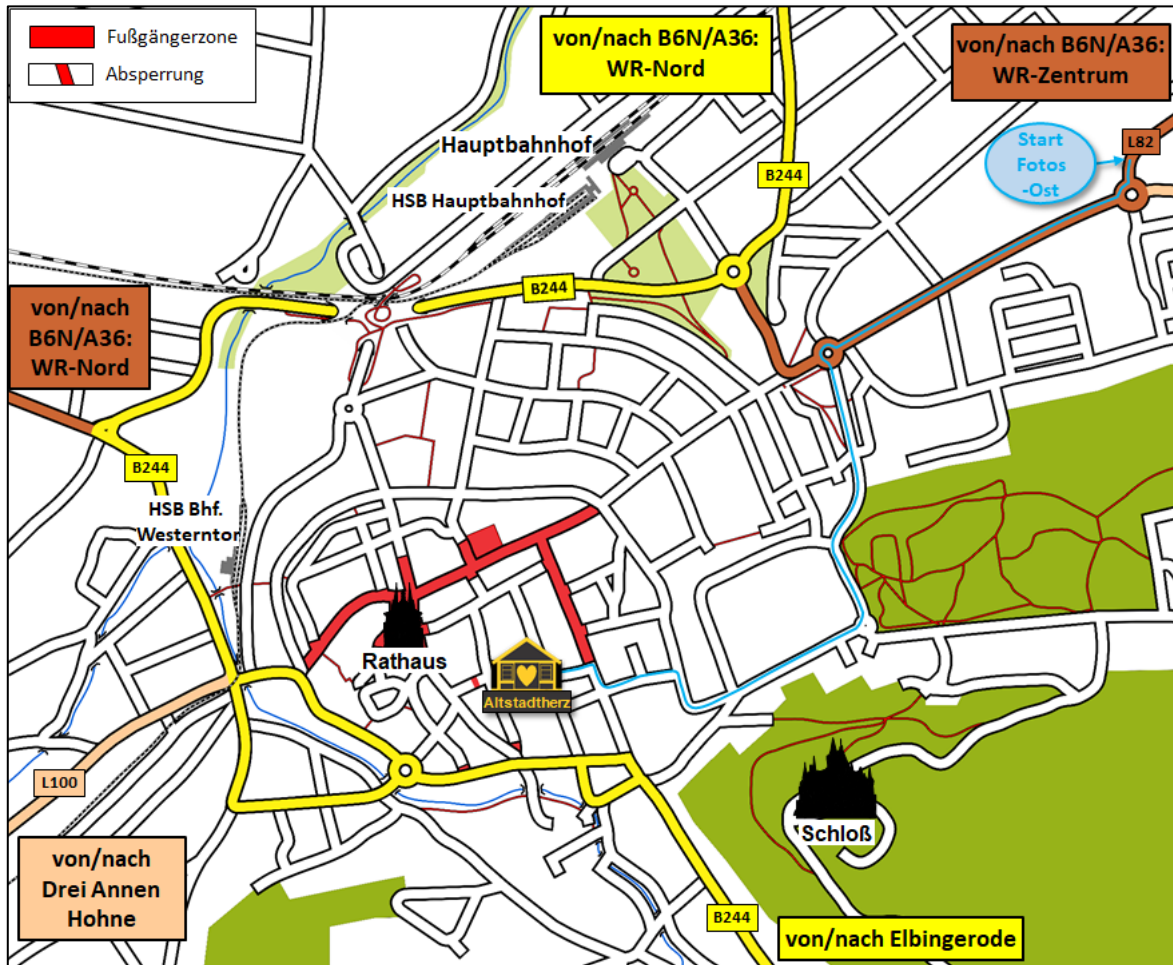 Fußgängerzone
Absperrung
von/nach B6N/A36:
WR-Nord
von/nach B6N/A36:
WR-Zentrum
Start
Fotos
-Ost
L82
Hauptbahnhof
B244
HSB Hauptbahnhof
B244
von/nach
B6N/A36:
WR-Nord
B244
HSB Bhf.
Westerntor
Rathaus
Altstadtherz
L100
Schloß
von/nach
Drei Annen
Hohne
B244
von/nach Elbingerode